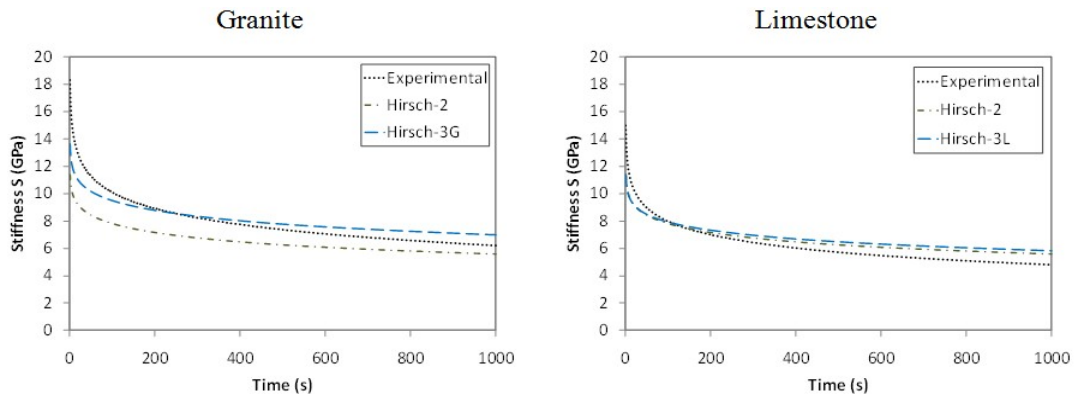 Granite
20
18
16
14
12
10
8
6
4
2
0
Stiffness S (GPa)
Experimental
Hirsch-2
Hirsch-3G
0 200 400 600 800 1000
Time (s)
Limestone
20
18
16
14
12
10
8
6
4
2
0
Stiffness S (GPa)
Experimental
Hirsch-2
Hirsch-3L
0 200 400 600 800 1000
Time (s)